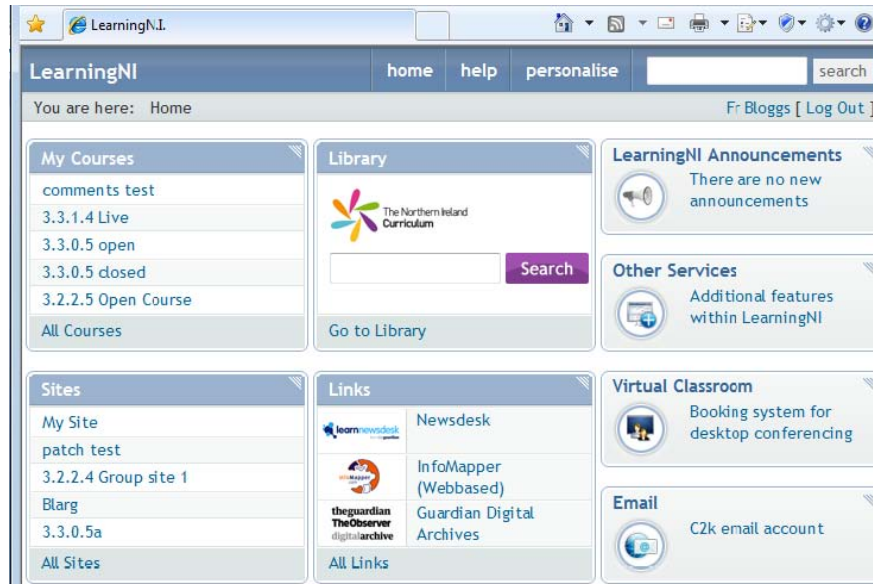 LearningNI.
LearningNI
home help personalise search
You are here: Home
Fr Bloggs [ Log Out ]
My Courses
comments test
3.3.1.4 Live
3.3.0.5 open
3.3.0.5 closed
3.2.2.5 Open Course
All Courses
Library
The Northern Ireland
Curriculum
Search
Go to Library
LearningNI Announcements
There are no new
announcements
Other Services
Additional features
within LearningNI
Sites
My Site
patch test
3.2.2.4 Group site 1
Blarg
3.3.0.5a
All Sites
Links
learnnewsdesk
Newsdesk
InfoMapper
InfoMapper
(Webbased)
theguardian
TheObserver
digitalarchive
Guardian Digital
Archives
All Links
Virtual Classroom
Booking system for
desktop conferencing
Email
C2k email account